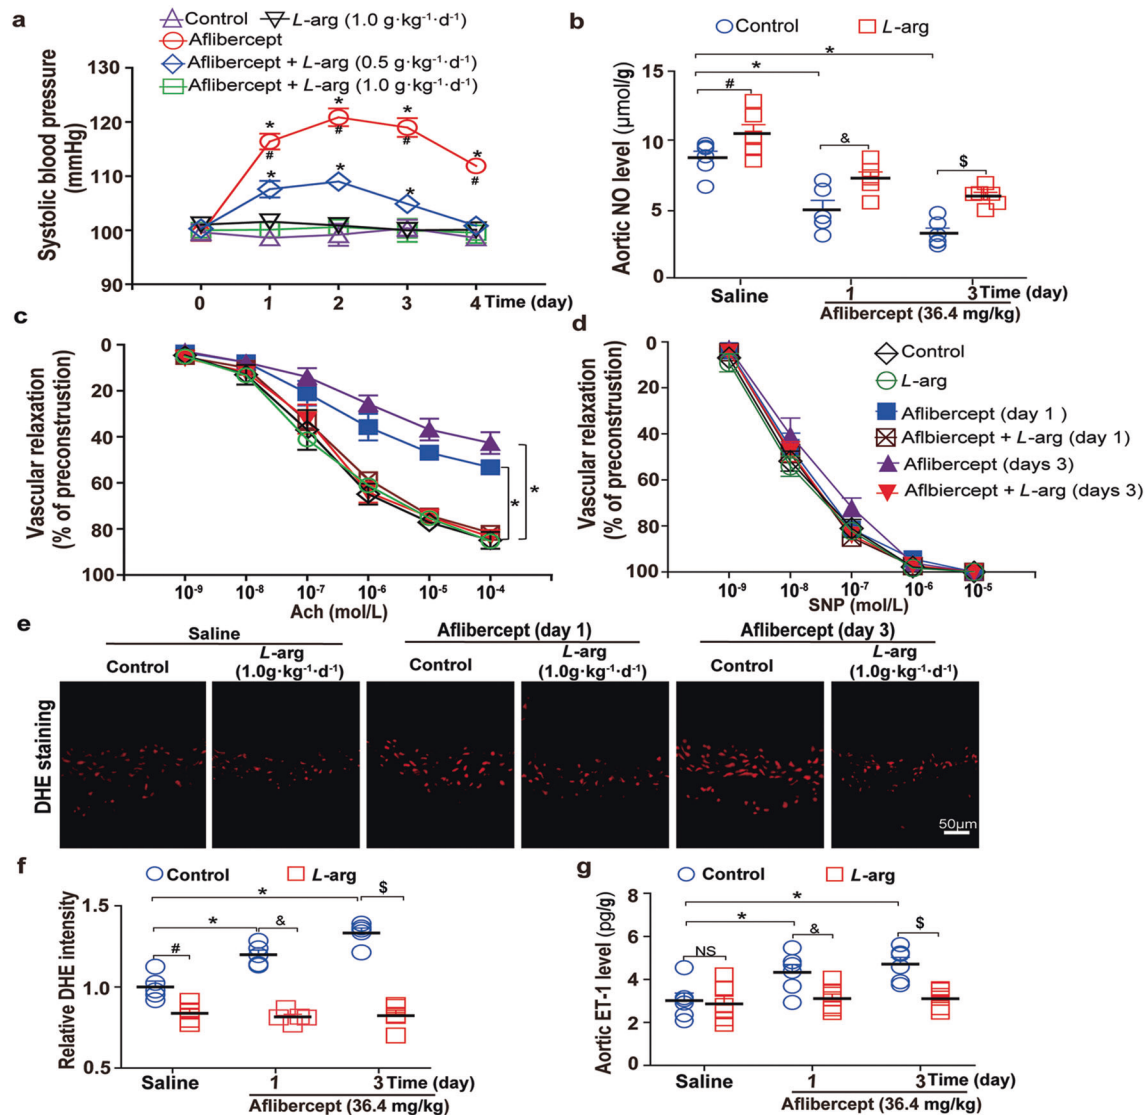 a
Control
L-arg (1.0 g·kg⁻¹·d⁻¹)
Aflibercept
Aflibercept + L-arg (0.5 g·kg⁻¹·d⁻¹)
Aflibercept + L-arg (1.0 g·kg⁻¹·d⁻¹)
Systolic blood pressure
(mmHg)
130
120
110
100
90
* * * *
# # # #
* * *
0 1 2 3 4 Time (day)
b
Control L-arg
Aortic NO level (μmol/g)
15
10
5
0
*
*
#
&
$
Saline 1 3 Time (day)
Aflibercept (36.4 mg/kg)
c
Vascular relaxation
(% of preconstrustion)
0
20
40
60
80
100
* *
10⁻⁹ 10⁻⁸ 10⁻⁷ 10⁻⁶ 10⁻⁵ 10⁻⁴
Ach (mol/L)
d
Vascular relaxation
(% of preconstrustion)
0
20
40
60
80
100
10⁻⁹ 10⁻⁸ 10⁻⁷ 10⁻⁶ 10⁻⁵
SNP (mol/L)
Control
L-arg
Aflibercept (day 1 )
Aflbiercept + L-arg (day 1)
Aflibercept (days 3)
Aflbiercept + L-arg (days 3)
e
Saline Aflibercept (day 1) Aflibercept (day 3)
Control L-arg (1.0g·kg⁻¹·d⁻¹) Control L-arg (1.0g·kg⁻¹·d⁻¹) Control L-arg (1.0g·kg⁻¹·d⁻¹)
DHE staining
50μm
f
Control L-arg
Relative DHE intensity
1.5
1.0
0.5
*
*
#
&
$
Saline 1 3 Time (day)
Aflibercept (36.4 mg/kg)
g
Control L-arg
Aortic ET-1 level (pg/g)
8
6
4
2
0
*
*
NS
&
$
Saline 1 3 Time (day)
Aflibercept (36.4 mg/kg)